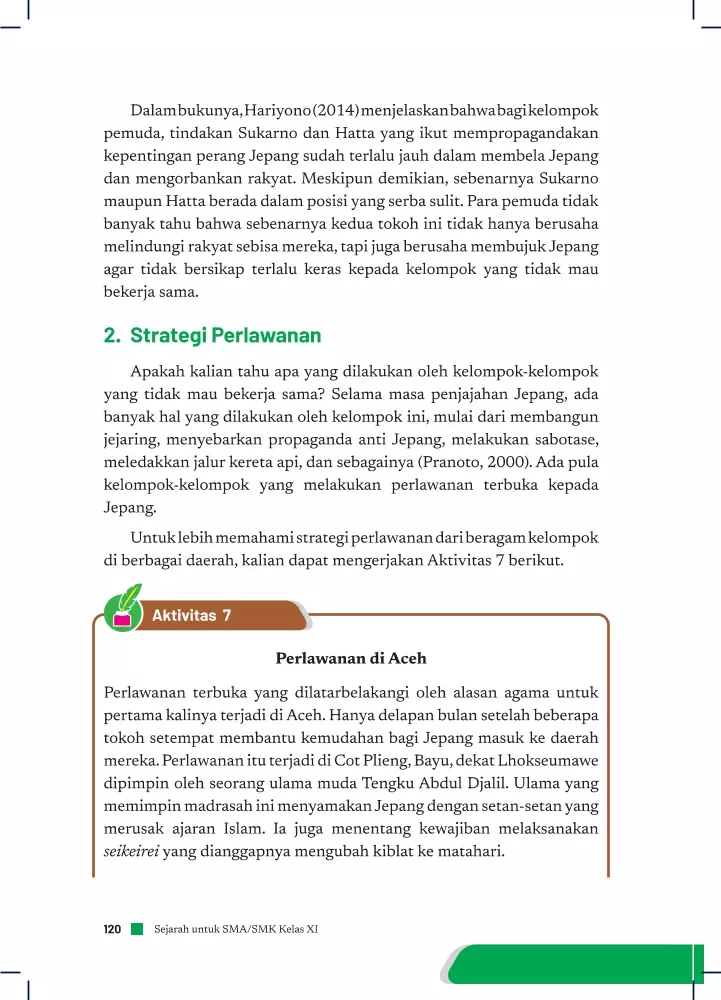 Dalam bukunya, Hariyono (2014) menjelaskan bahwa bagi kelompok
pemuda, tindakan Sukarno dan Hatta yang ikut mempropagandakan
kepentingan perang Jepang sudah terlalu jauh dalam membela Jepang
dan mengorbankan rakyat. Meskipun demikian, sebenarnya Sukarno
maupun Hatta berada dalam posisi yang serba sulit. Para pemuda tidak
banyak tahu bahwa sebenarnya kedua tokoh ini tidak hanya berusaha
melindungi rakyat sebisa mereka, tapi juga berusaha membujuk Jepang
agar tidak bersikap terlalu keras kepada kelompok yang tidak mau
bekerja sama.
2. Strategi Perlawanan
Apakah kalian tahu apa yang dilakukan oleh kelompok-kelompok
yang tidak mau bekerja sama? Selama masa penjajahan Jepang, ada
banyak hal yang dilakukan oleh kelompok ini, mulai dari membangun
jejaring, menyebarkan propaganda anti Jepang, melakukan sabotase,
meledakkan jalur kereta api, dan sebagainya (Pranoto, 2000). Ada pula
kelompok-kelompok yang melakukan perlawanan terbuka kepada
Jepang.
Untuk lebih memahami strategi perlawanan dari beragam kelompok
di berbagai daerah, kalian dapat mengerjakan Aktivitas 7 berikut.
Aktivitas 7
Perlawanan di Aceh
Perlawanan terbuka yang dilatarbelakangi oleh alasan agama untuk
pertama kalinya terjadi di Aceh. Hanya delapan bulan setelah beberapa
tokoh setempat membantu kemudahan bagi Jepang masuk ke daerah
mereka. Perlawanan itu terjadi di Cot Plieng, Bayu, dekat Lhokseumawe
dipimpin oleh seorang ulama muda Tengku Abdul Djalil. Ulama yang
memimpin madrasah ini menyamakan Jepang dengan setan-setan yang
merusak ajaran Islam. Ia juga menentang kewajiban melaksanakan
seikeirei yang dianggapnya mengubah kiblat ke matahari.
120 Sejarah untuk SMA/SMK Kelas XI